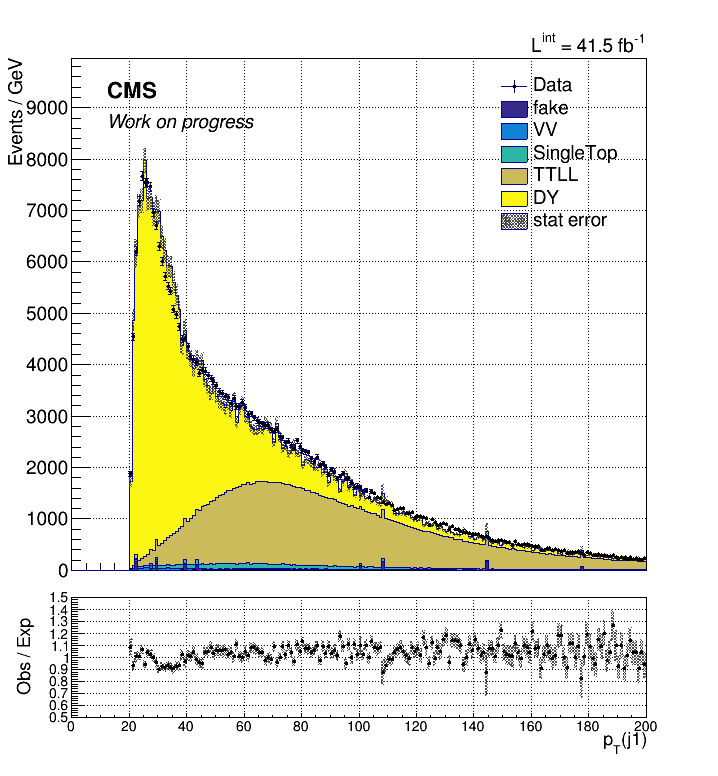 L^int = 41.5 fb^-1
Events / GeV
CMS
Work on progress
Data
fake
VV
SingleTop
TTLL
DY
stat error
9000
8000
7000
6000
5000
4000
3000
2000
1000
0
Obs / Exp
1.5
1.4
1.3
1.2
1.1
1
0.9
0.8
0.7
0.6
0.5
0 20 40 60 80 100 120 140 160 180 200
p_T(j1)